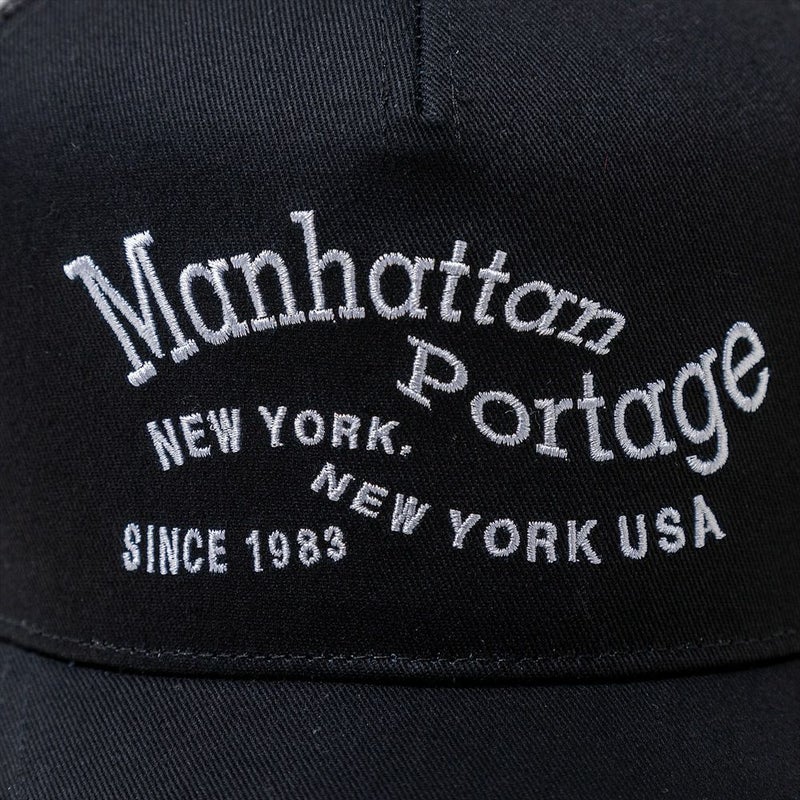 Manhattan
Portage
NEW YORK.
NEW YORK USA
SINCE 1983